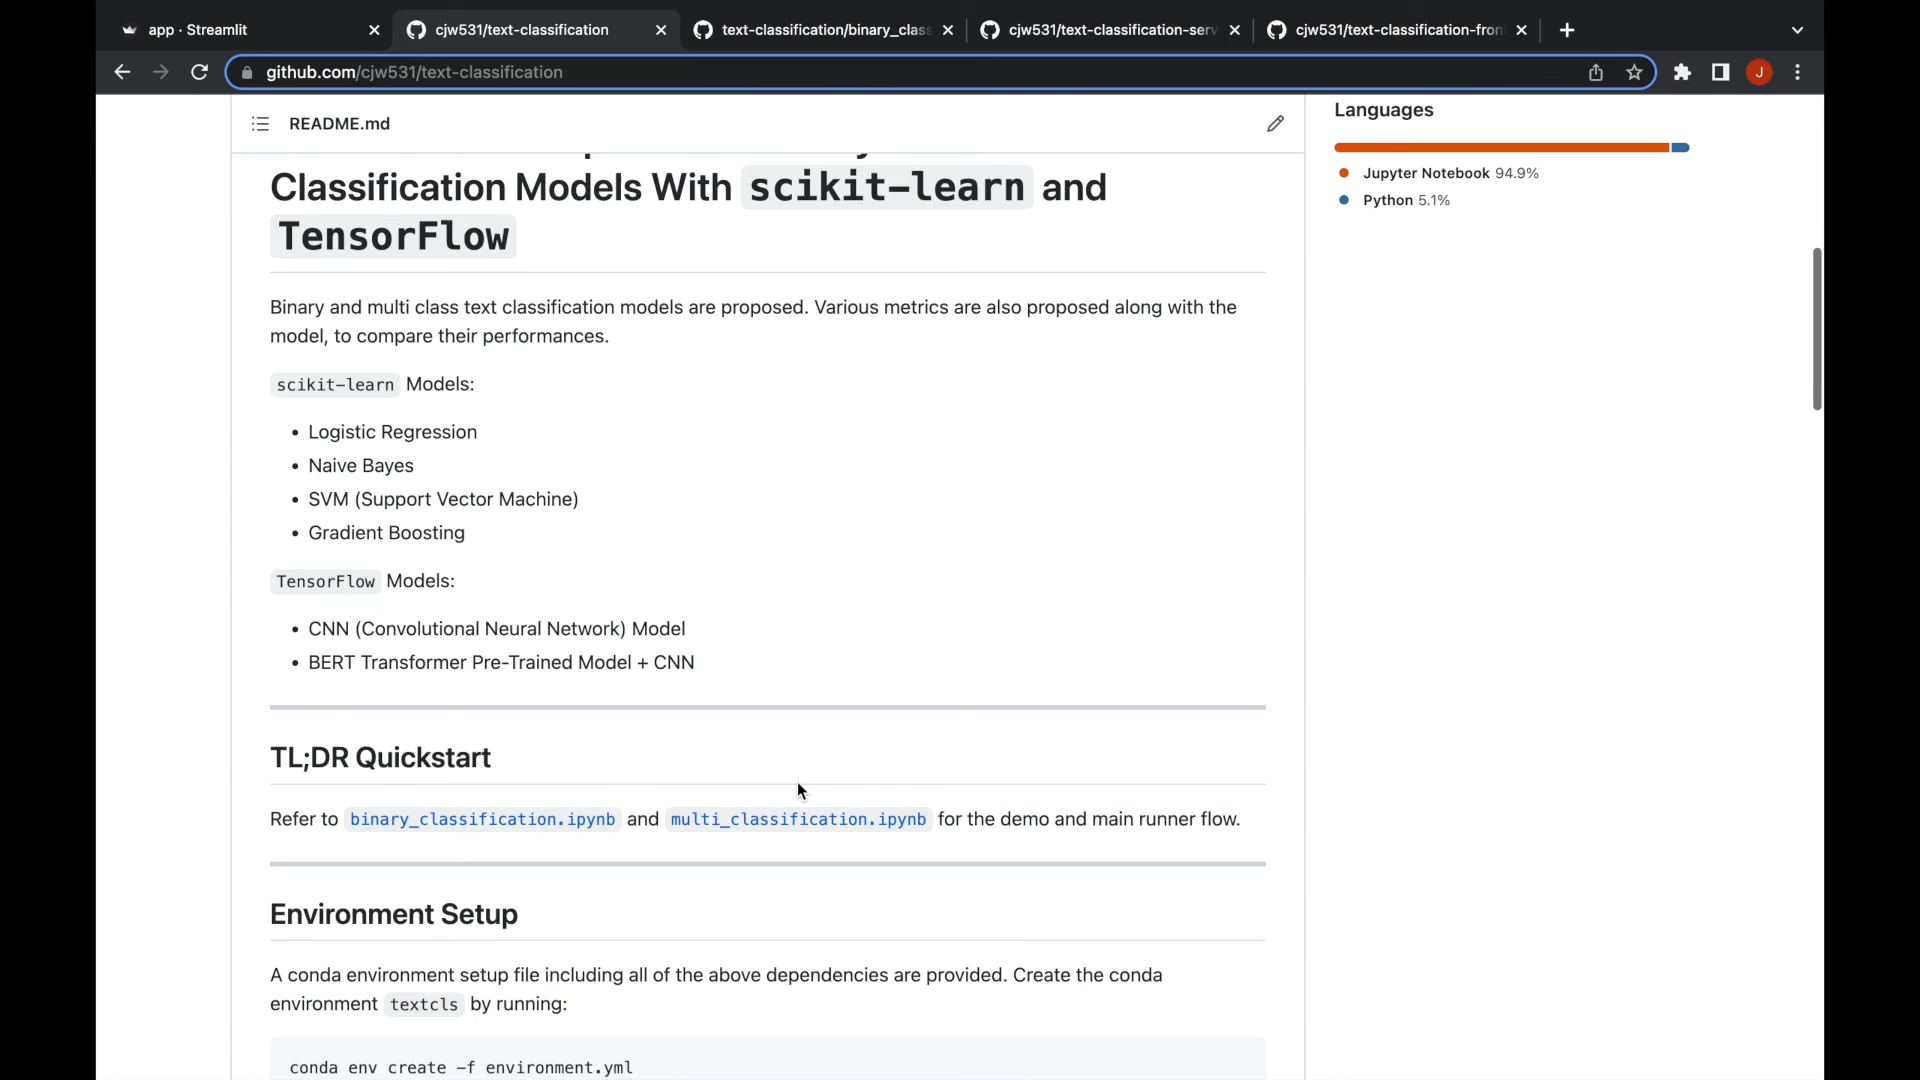 app · Streamlit
cjw531/text-classification
text-classification/binary_class
cjw531/text-classification-serv
cjw531/text-classification-fron
github.com/cjw531/text-classification
J
README.md
Classification Models With scikit-learn and
TensorFlow
Binary and multi class text classification models are proposed. Various metrics are also proposed along with the
model, to compare their performances.
scikit-learn Models:
• Logistic Regression
• Naive Bayes
• SVM (Support Vector Machine)
• Gradient Boosting
TensorFlow Models:
• CNN (Convolutional Neural Network) Model
• BERT Transformer Pre-Trained Model + CNN
TL;DR Quickstart
Refer to binary_classification.ipynb and multi_classification.ipynb for the demo and main runner flow.
Environment Setup
A conda environment setup file including all of the above dependencies are provided. Create the conda
environment textcls by running:
conda env create -f environment.yml
Languages
Jupyter Notebook 94.9%
Python 5.1%